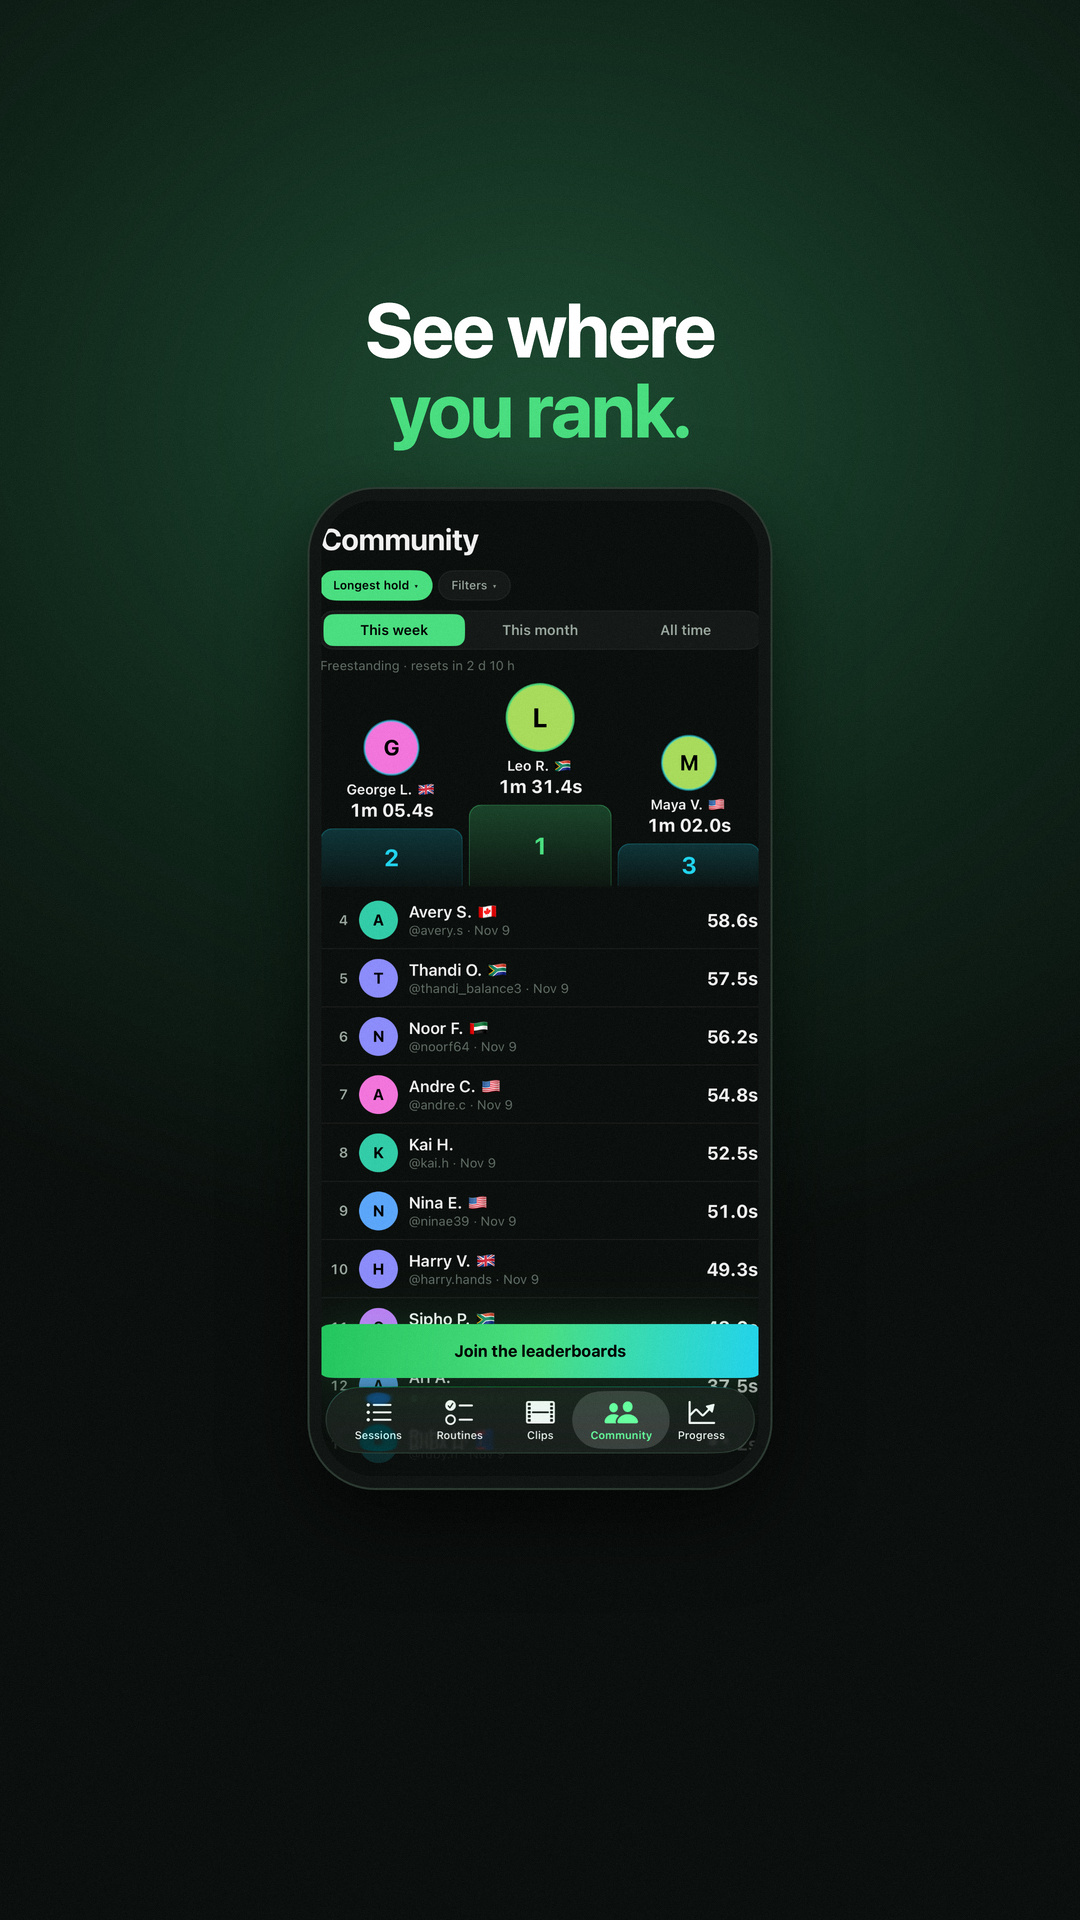 See where
you rank.
Community
Longest hold
Filters
This week
This month
All time
Freestanding · resets in 2 d 10 h
L
Leo R.
1m 31.4s
G
George L.
1m 05.4s
M
Maya V.
1m 02.0s
2
1
3
4 A Avery S. 58.6s
@avery.s · Nov 9
5 T Thandi O. 57.5s
@thandi_balance3 · Nov 9
6 N Noor F. 56.2s
@noorf64 · Nov 9
7 A Andre C. 54.8s
@andre.c · Nov 9
8 K Kai H. 52.5s
@kai.h · Nov 9
9 N Nina E. 51.0s
@ninae39 · Nov 9
10 H Harry V. 49.3s
@harry.hands · Nov 9
Sipho P.
Join the leaderboards
12 37.5s
Sessions
Routines
Clips
Community
Progress